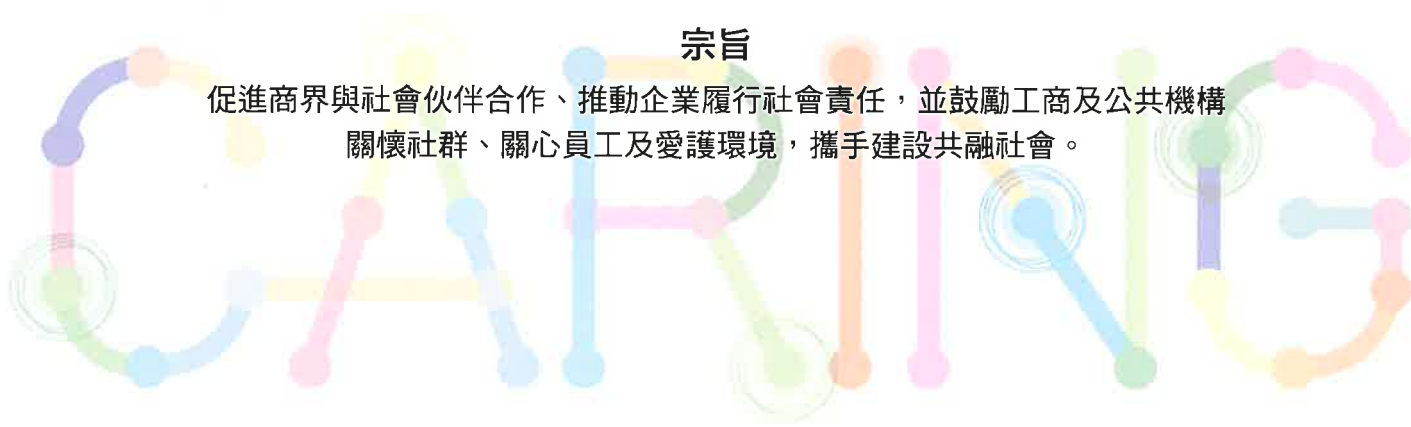 宗旨
促進商界與社會伙伴合作、推動企業履行社會責任，並鼓勵工商及公共機構
關懷社群、關心員工及愛護環境，攜手建設共融社會。
CARING